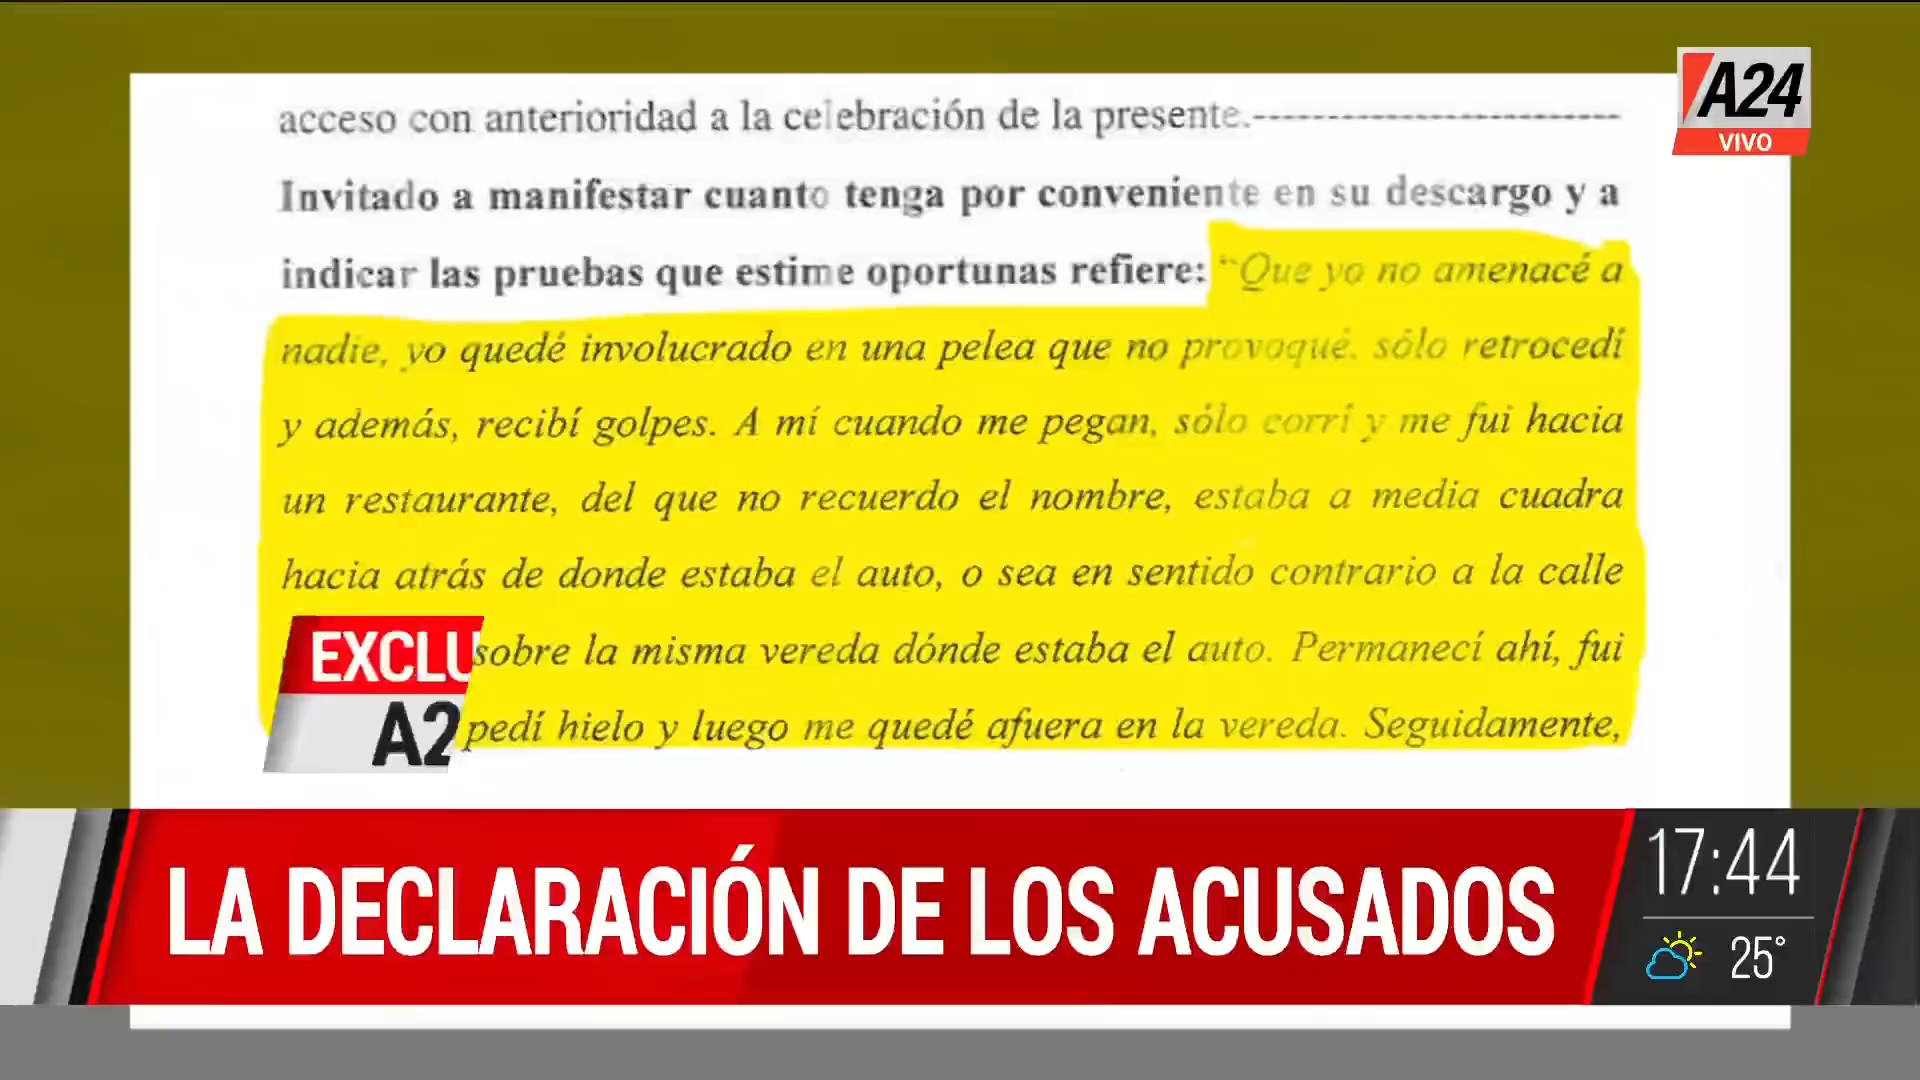 A24
VIVO
acceso con anterioridad a la celebración de la presente.------------------------
Invitado a manifestar cuanto tenga por conveniente en su descargo y a
indicar las pruebas que estime oportunas refiere: “Que yo no amenacé a
nadie, yo quedé involucrado en una pelea que no provoqué. sólo retrocedí
y además, recibí golpes. A mí cuando me pegan, sólo corrí y me fui hacia
un restaurante, del que no recuerdo el nombre, estaba a media cuadra
hacia atrás de donde estaba el auto, o sea en sentido contrario a la calle
sobre la misma vereda dónde estaba el auto. Permanecí ahí, fui
pedí hielo y luego me quedé afuera en la vereda. Seguidamente,
EXCLU
A2
LA DECLARACIÓN DE LOS ACUSADOS
17:44
25°